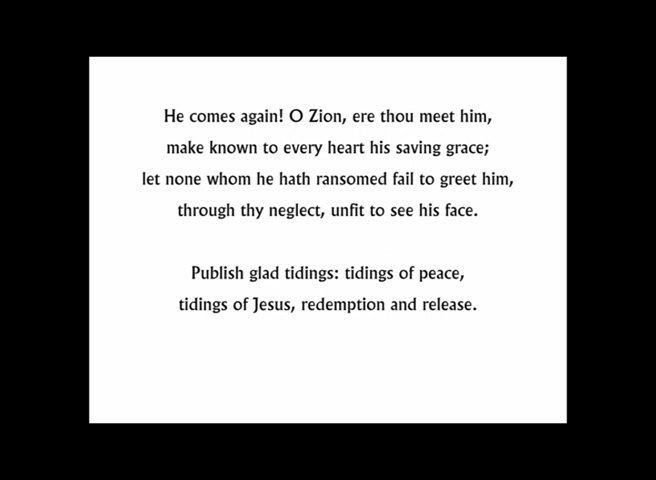 He comes again! O Zion, ere thou meet him,
make known to every heart his saving grace;
let none whom he hath ransomed fail to greet him,
through thy neglect, unfit to see his face.
Publish glad tidings: tidings of peace,
tidings of Jesus, redemption and release.